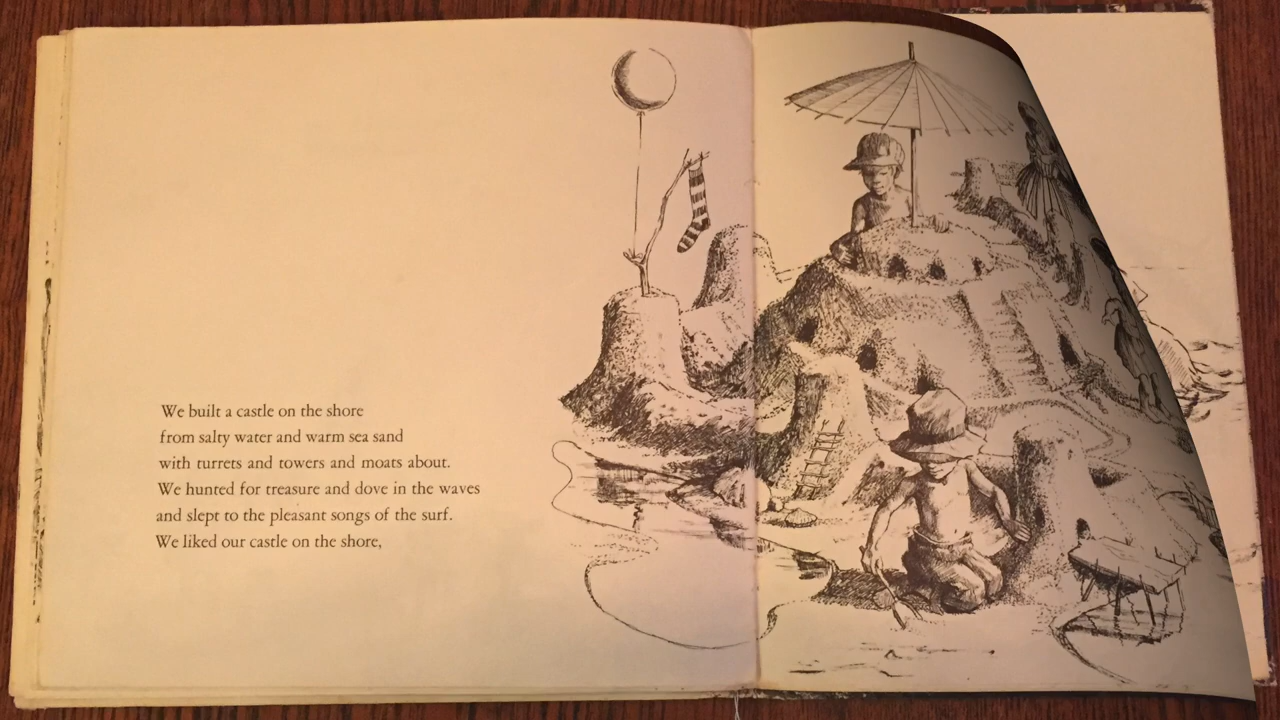 We built a castle on the shore
from salty water and warm sea sand
with turrets and towers and moats about.
We hunted for treasure and dove in the waves
and slept to the pleasant songs of the surf.
We liked our castle on the shore,